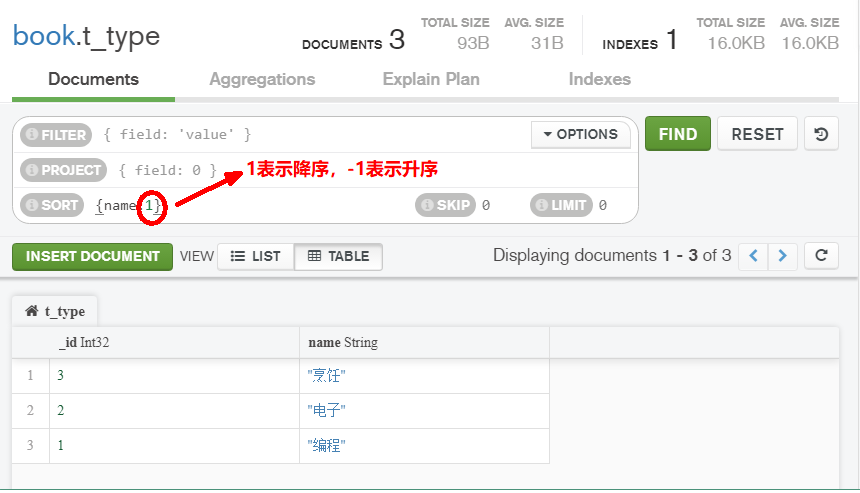 book.t_type
DOCUMENTS 3 TOTAL SIZE 93B AVG. SIZE 31B INDEXES 1 TOTAL SIZE 16.0KB AVG. SIZE 16.0KB
Documents Aggregations Explain Plan Indexes
FILTER { field: 'value' } OPTIONS FIND RESET
PROJECT { field: 0 } 1表示降序，-1表示升序
SORT {name:1} SKIP 0 LIMIT 0
INSERT DOCUMENT VIEW LIST TABLE Displaying documents 1 - 3 of 3
t_type
_id Int32 name String
1 3 "烹饪"
2 2 "电子"
3 1 "编程"